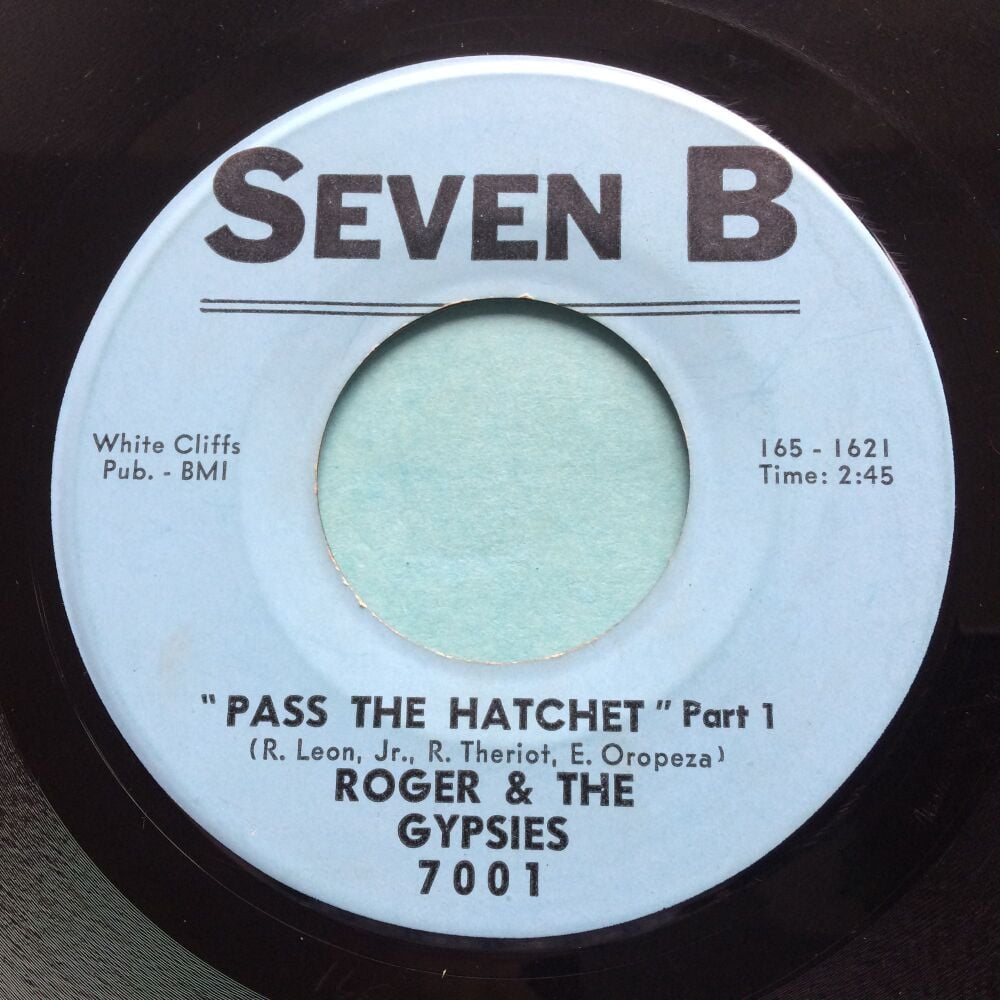 SEVEN B
White Cliffs
Pub. - BMI
165 - 1621
Time: 2:45
"PASS THE HATCHET" Part 1
(R. Leon, Jr., R. Theriot, E. Oropeza)
ROGER & THE
GYPSIES
7001